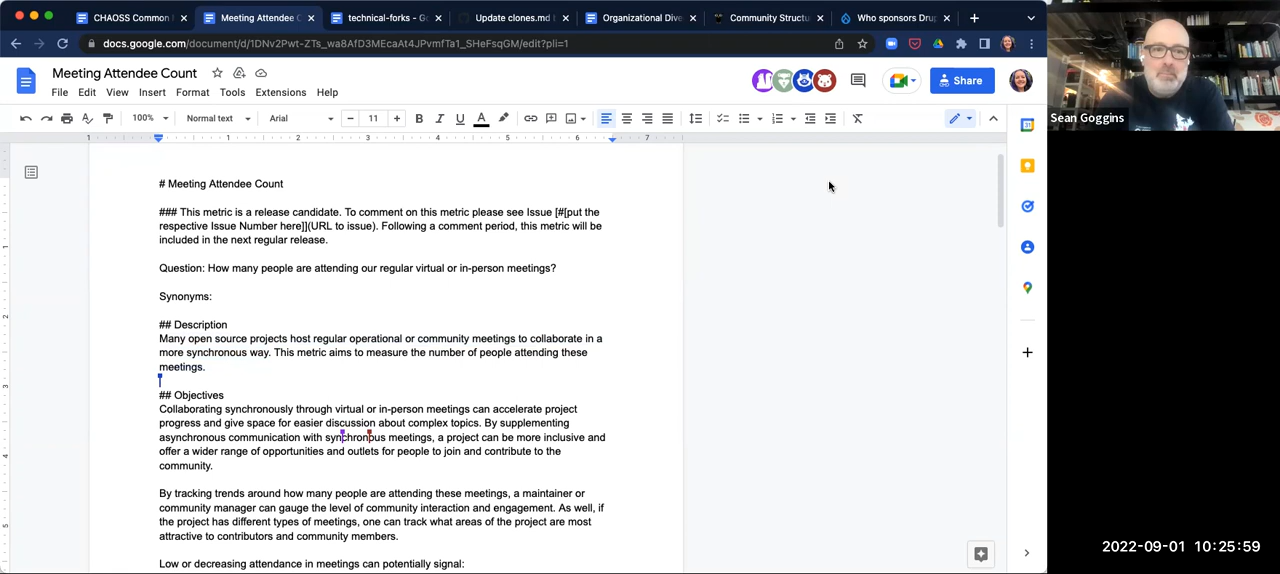 CHAOSS Common
Meeting Attendee C
technical-forks - Go
Update clones.md b
Organizational Dive
Community Structu
Who sponsors Drup
docs.google.com/document/d/1DNv2Pwt-ZTs_wa8AfD3MEcaAt4JPvmfTa1_SHeFsqGM/edit?pli=1
Meeting Attendee Count
File Edit View Insert Format Tools Extensions Help
Share
100% Normal text Arial 11
Sean Goggins
# Meeting Attendee Count
### This metric is a release candidate. To comment on this metric please see Issue [#[put the
respective Issue Number here]](URL to issue). Following a comment period, this metric will be
included in the next regular release.
Question: How many people are attending our regular virtual or in-person meetings?
Synonyms:
## Description
Many open source projects host regular operational or community meetings to collaborate in a
more synchronous way. This metric aims to measure the number of people attending these
meetings.
## Objectives
Collaborating synchronously through virtual or in-person meetings can accelerate project
progress and give space for easier discussion about complex topics. By supplementing
asynchronous communication with synchronous meetings, a project can be more inclusive and
offer a wider range of opportunities and outlets for people to join and contribute to the
community.
By tracking trends around how many people are attending these meetings, a maintainer or
community manager can gauge the level of community interaction and engagement. As well, if
the project has different types of meetings, one can track what areas of the project are most
attractive to contributors and community members.
Low or decreasing attendance in meetings can potentially signal:
2022-09-01 10:25:59